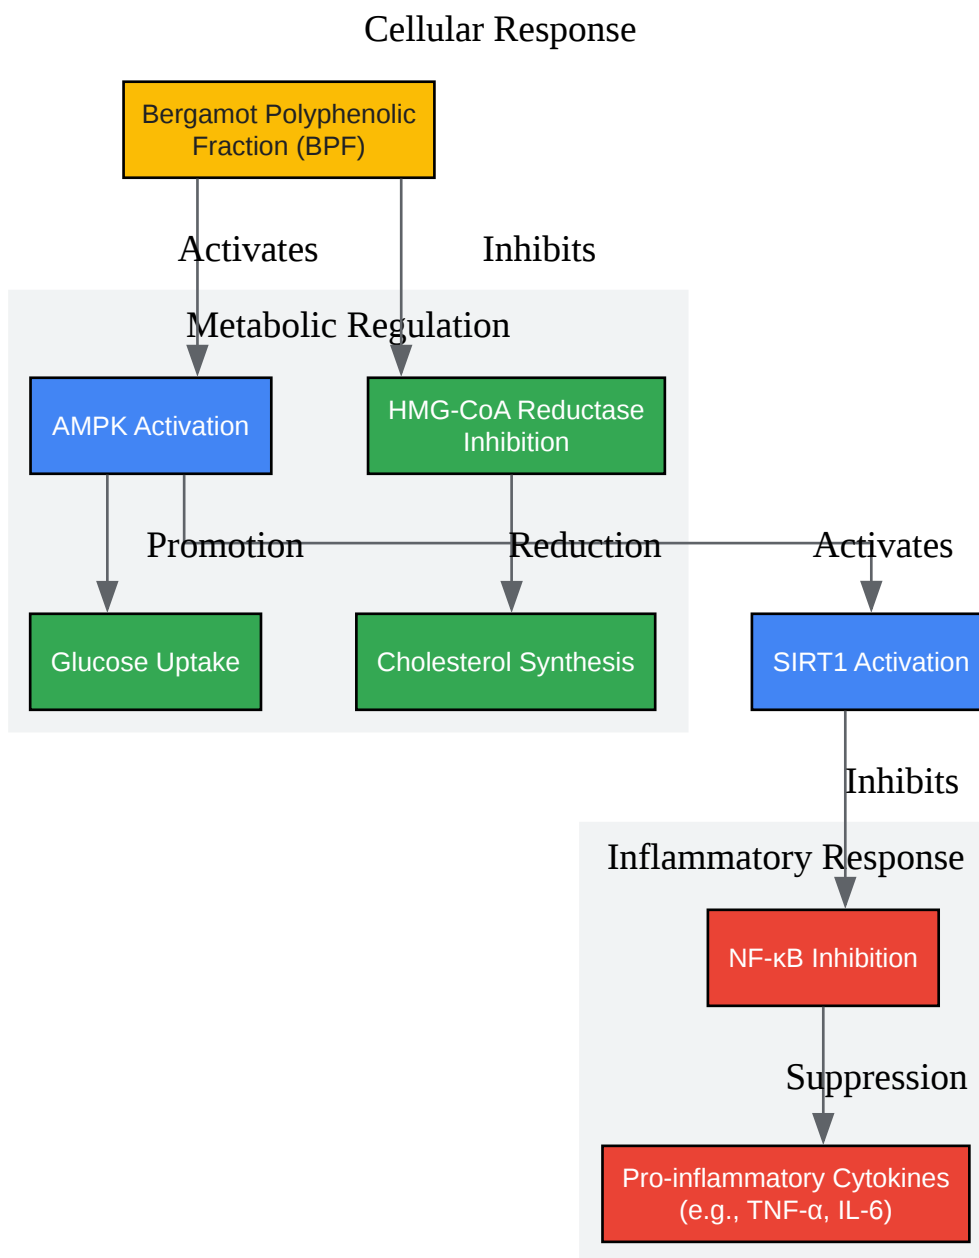 Cellular Response
Bergamot Polyphenolic
Fraction (BPF)
Activates
Inhibits
Metabolic Regulation
AMPK Activation
HMG-CoA Reductase
Inhibition
Promotion
Reduction
Activates
Glucose Uptake
Cholesterol Synthesis
SIRT1 Activation
Inhibits
Inflammatory Response
NF-κB Inhibition
Suppression
Pro-inflammatory Cytokines
(e.g., TNF-α, IL-6)